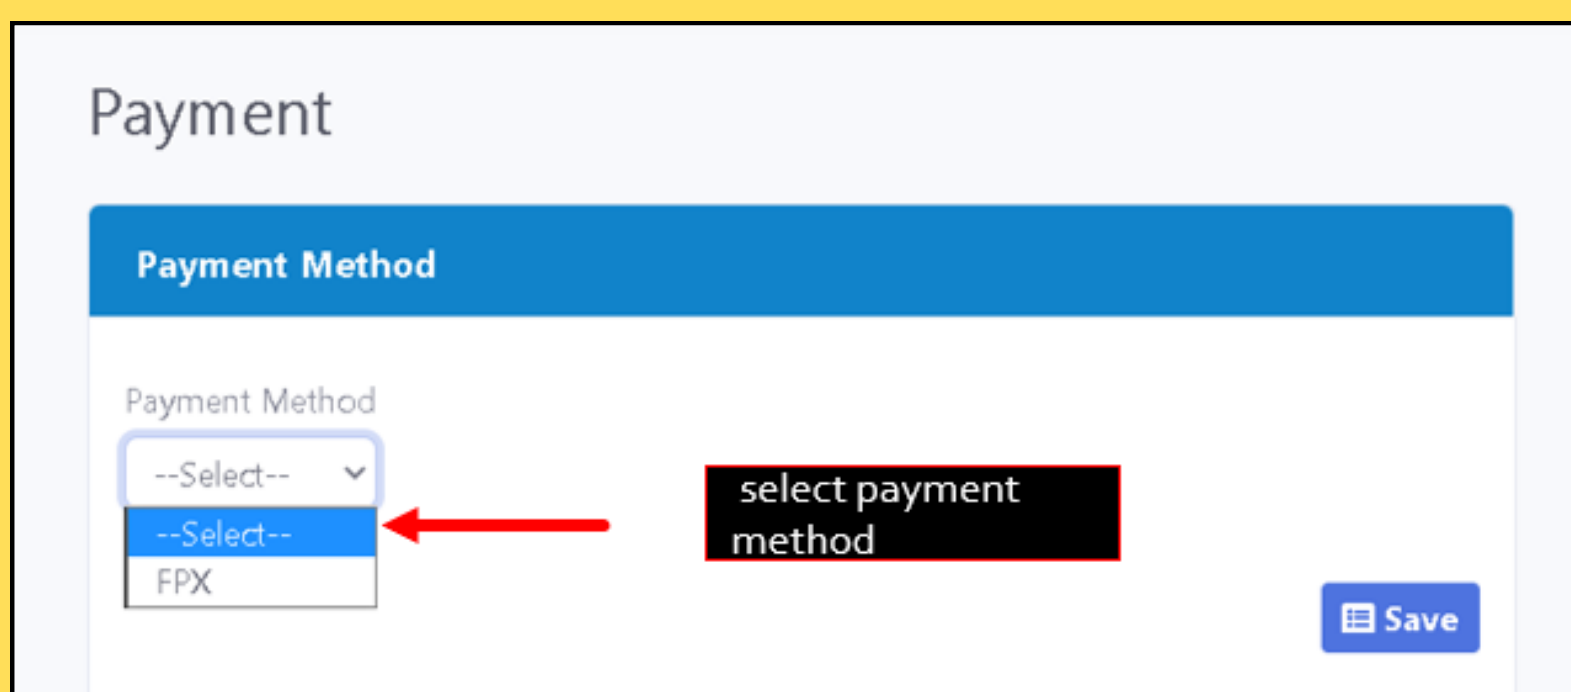 Payment
Payment Method
Payment Method
--Select--
--Select--
FPX
select payment
method
Save